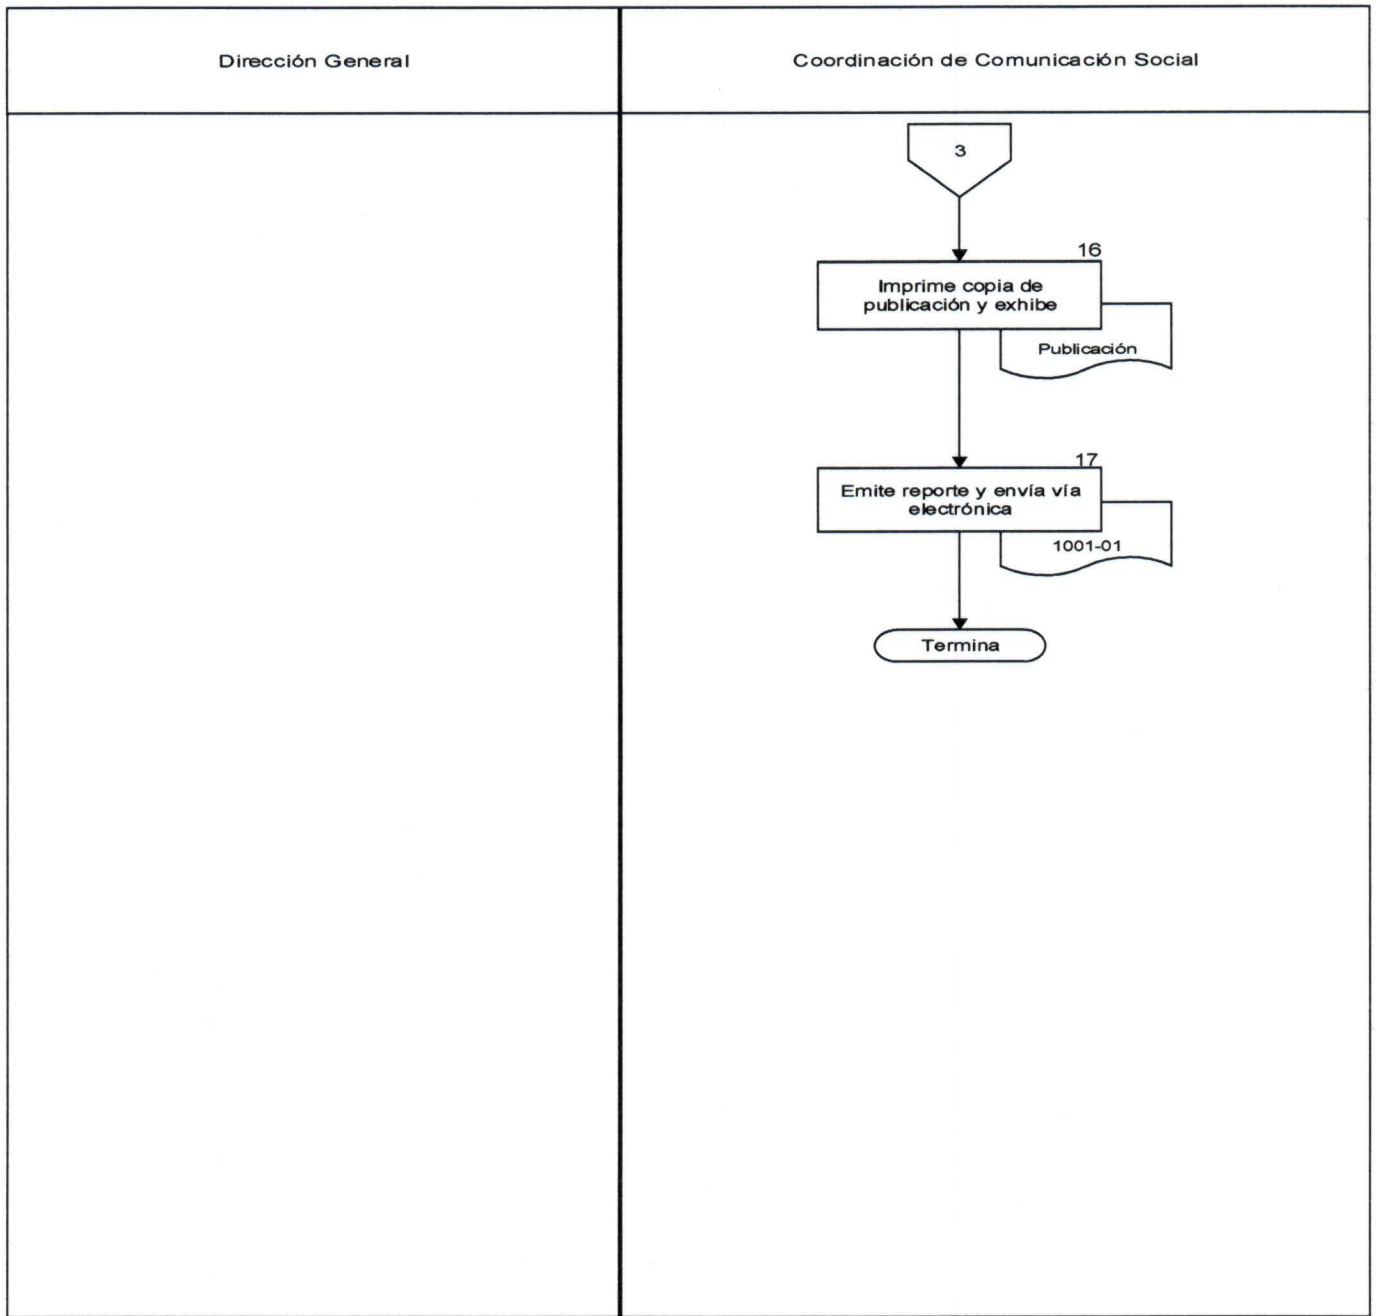 Dirección General
Coordinación de Comunicación Social
3
16
Imprime copia de
publicación y exhibe
Publicación
17
Emite reporte y envía vía
electrónica
1001-01
Termina